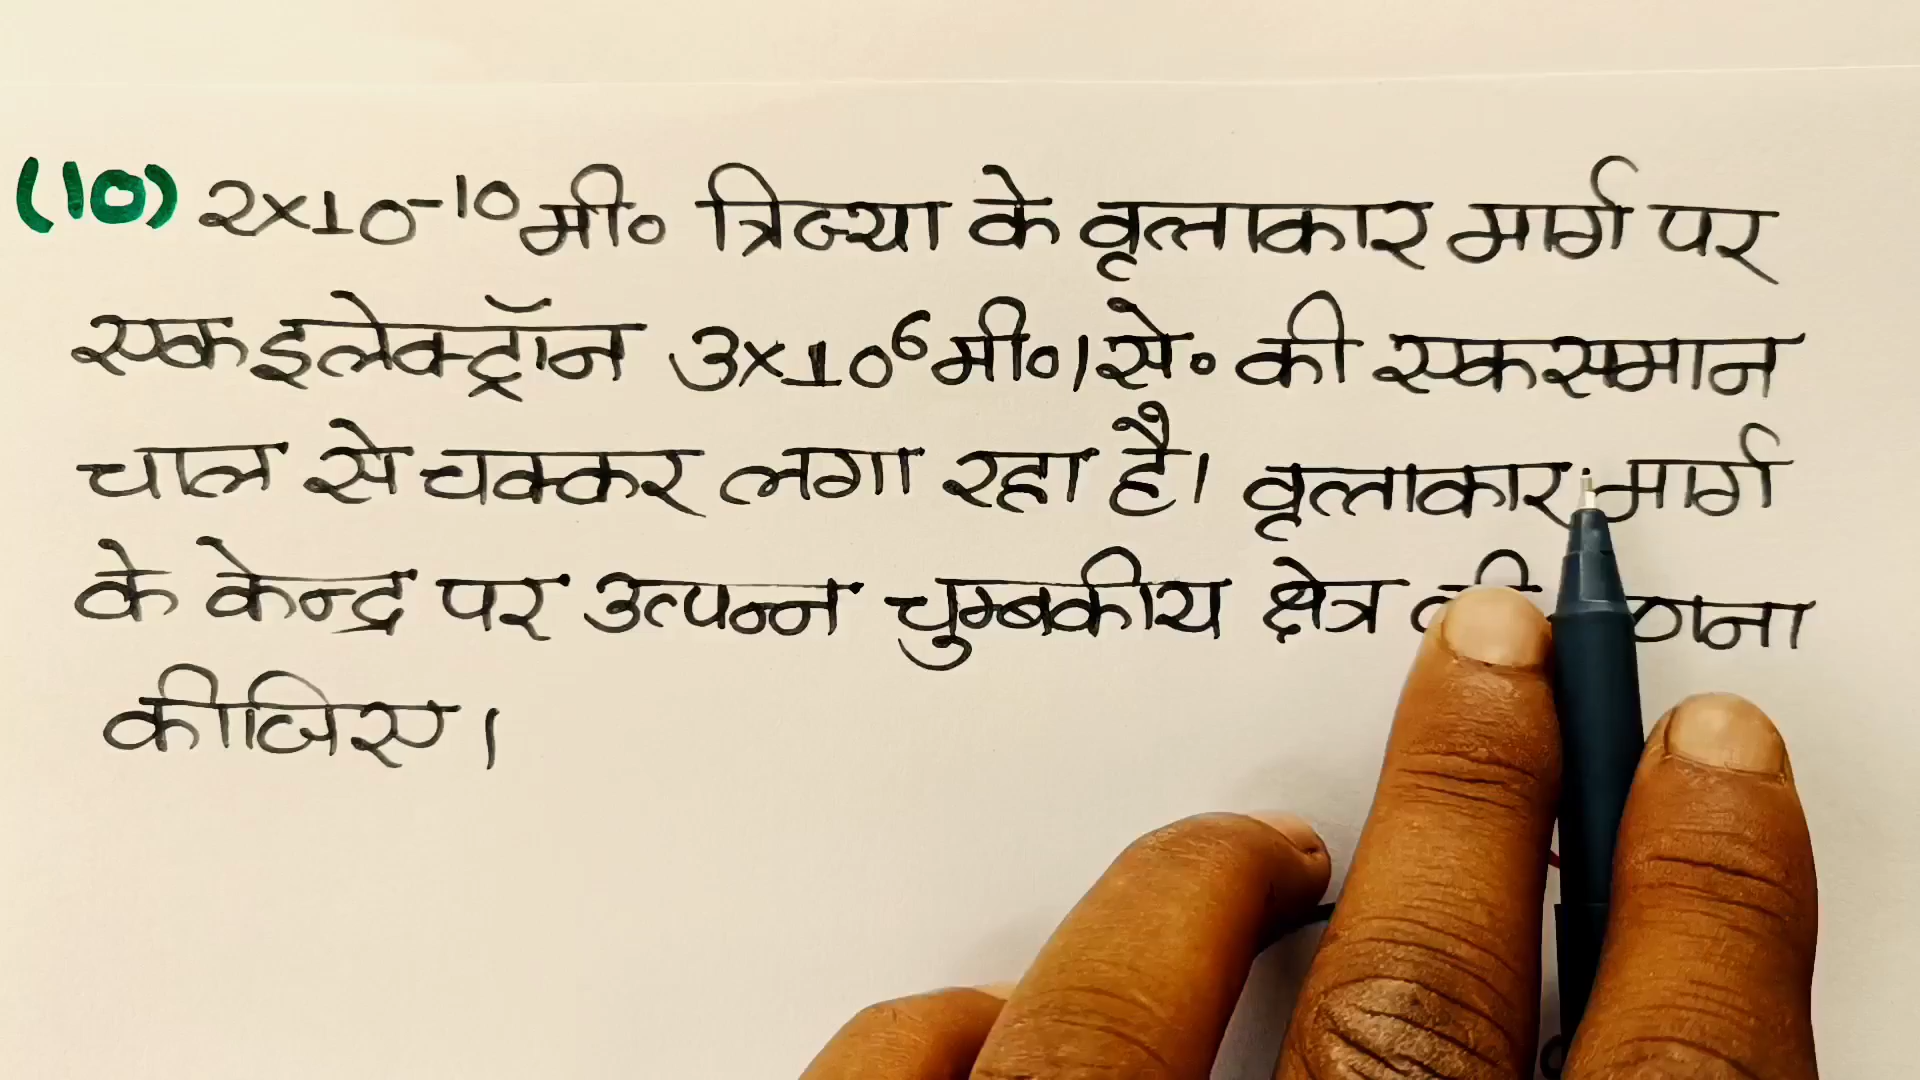 (10) 2×10⁻¹⁰ मी० त्रिज्या के वृत्ताकार मार्ग पर
एक इलेक्ट्रॉन 3×10⁶ मी०/से० की एकसमान
चाल से चक्कर लगा रहा है। वृत्ताकार मार्ग
के केन्द्र पर उत्पन्न चुम्बकीय क्षेत्र की
कीजिए।